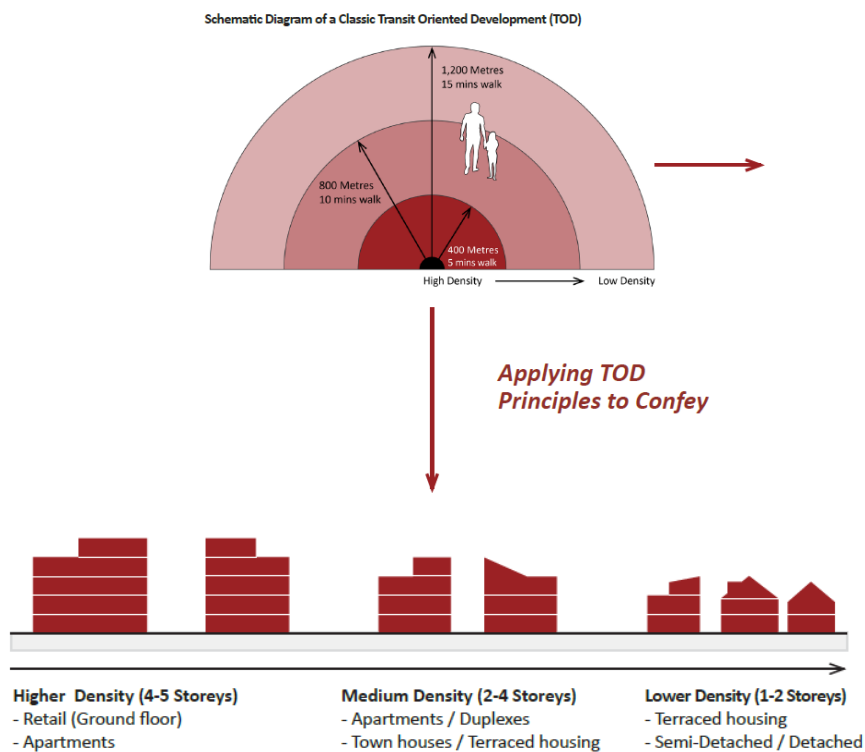 Schematic Diagram of a Classic Transit Oriented Development (TOD)
1,200 Metres
15 mins walk
800 Metres
10 mins walk
400 Metres
5 mins walk
High Density
Low Density
Applying TOD
Principles to Confey
Higher Density (4-5 Storeys)
- Retail (Ground floor)
- Apartments
Medium Density (2-4 Storeys)
- Apartments / Duplexes
- Town houses / Terraced housing
Lower Density (1-2 Storeys)
- Terraced housing
- Semi-Detached / Detached